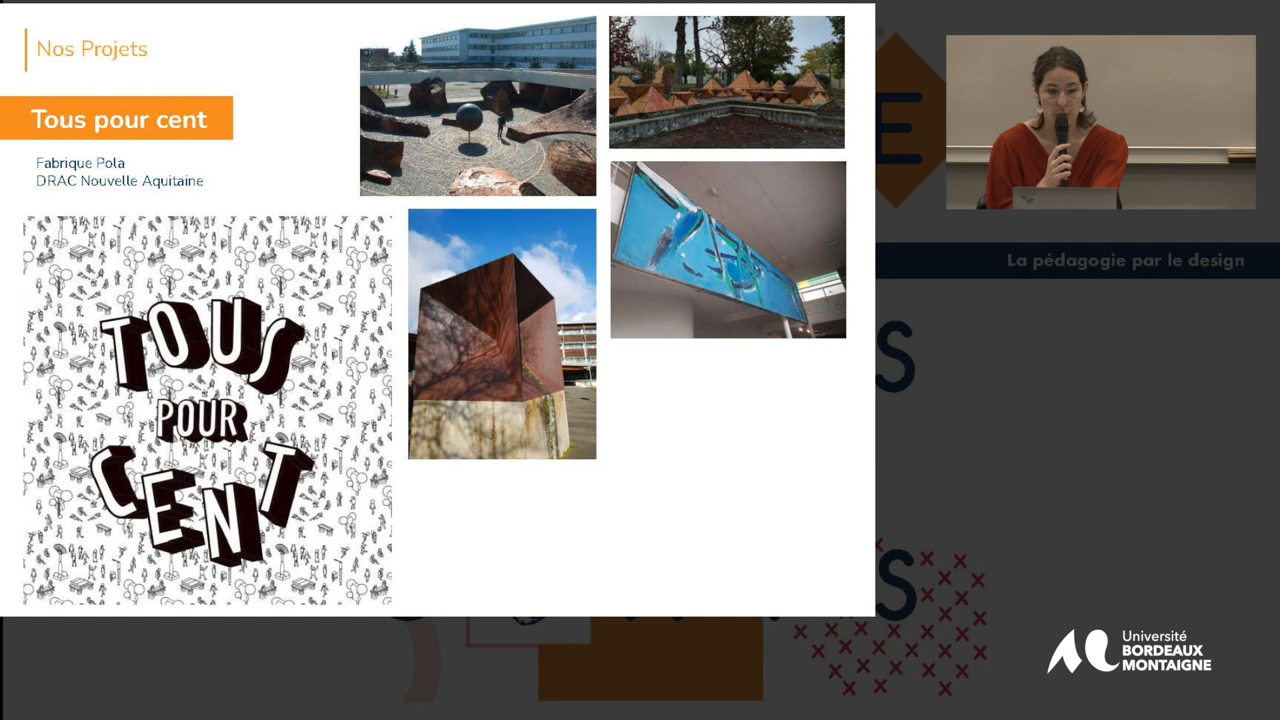 Nos Projets
Tous pour cent
Fabrique Pola
DRAC Nouvelle Aquitaine
TOUS
POUR
CENT
La pédagogie par le design
Université
BORDEAUX
MONTAIGNE